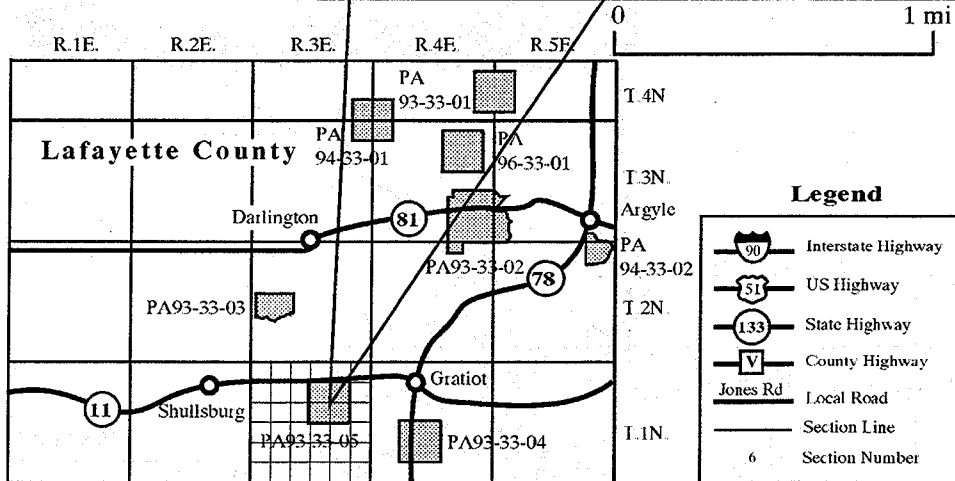 0 1 mi
R.1E. R.2E. R.3E. R.4E. R.5E.
PA
93-33-01
T.4N
PA
94-33-01
PA
96-33-01
Lafayette County
T.3N.
Darlington
81
Argyle
PA93-33-02
PA
94-33-02
78
PA93-33-03
T.2N
Gratiot
11
Shullsburg
PA93-33-05
PA93-33-04
T.1N
Legend
90 Interstate Highway
51 US Highway
133 State Highway
V County Highway
Jones Rd Local Road
Section Line
6 Section Number